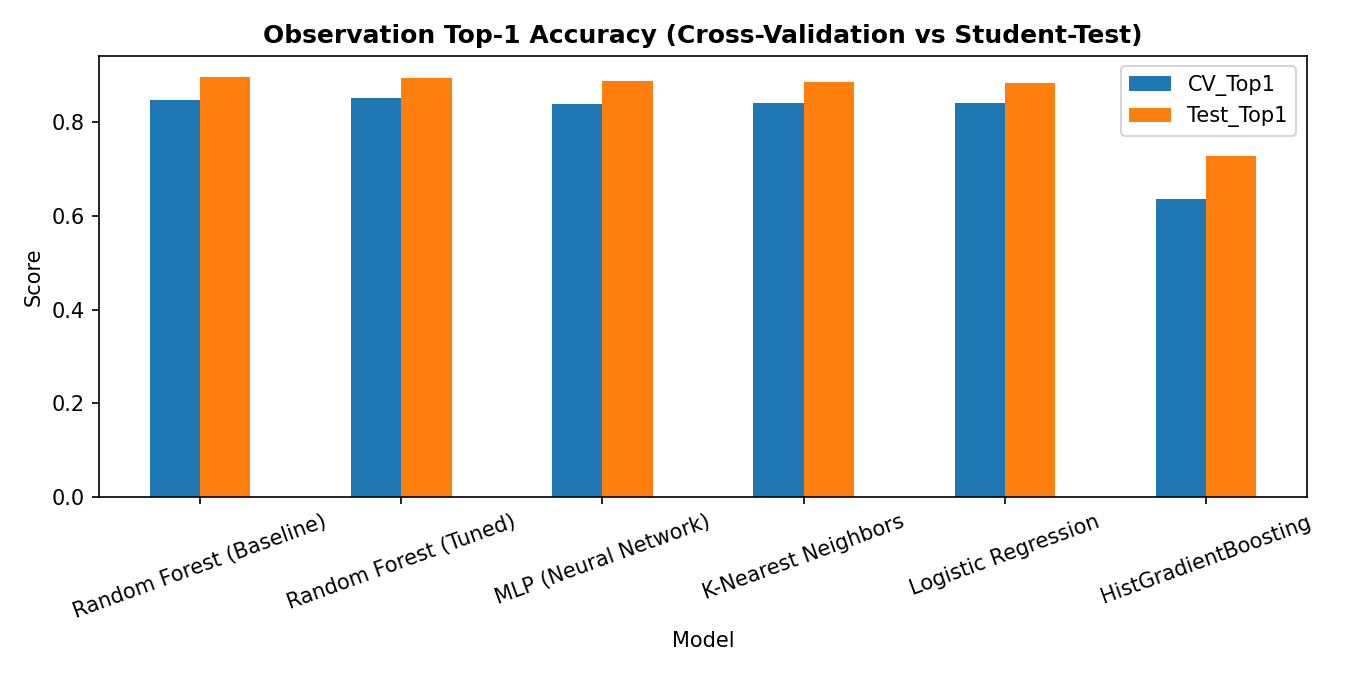 Observation Top-1 Accuracy (Cross-Validation vs Student-Test)
CV_Top1
Test_Top1
Score
0.8
0.6
0.4
0.2
0.0
Random Forest (Baseline)
Random Forest (Tuned)
MLP (Neural Network)
K-Nearest Neighbors
Logistic Regression
HistGradientBoosting
Model